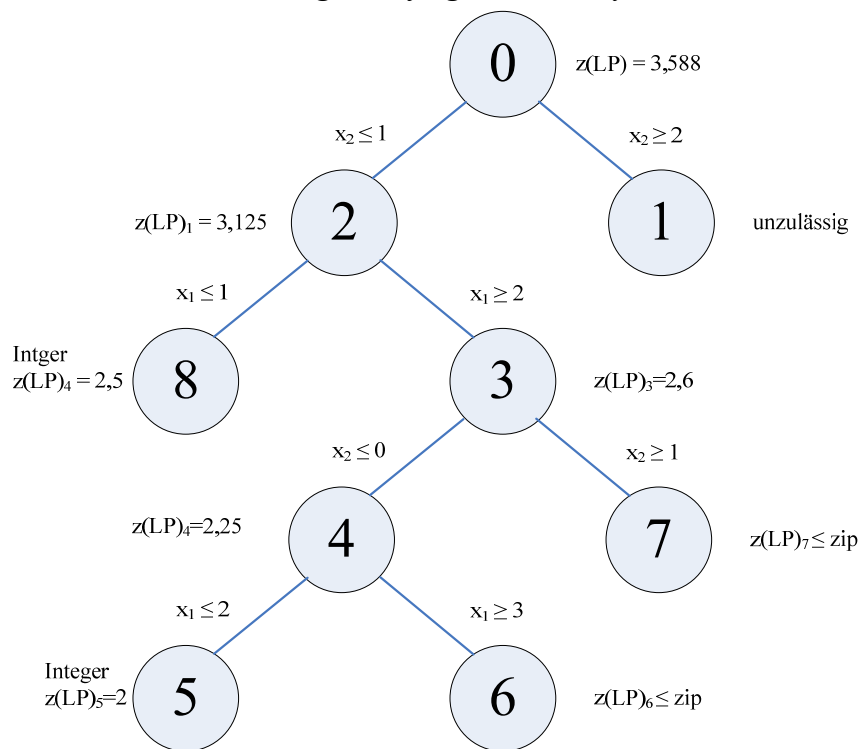 0
z(LP) = 3,588
x₂ ≤ 1
x₂ ≥ 2
z(LP)₁ = 3,125
2
1
unzulässig
x₁ ≤ 1
x₁ ≥ 2
Intger
z(LP)₄ = 2,5
8
3
z(LP)₃=2,6
x₂ ≤ 0
x₂ ≥ 1
z(LP)₄=2,25
4
7
z(LP)₇ ≤ zip
x₁ ≤ 2
x₁ ≥ 3
Integer
z(LP)₅=2
5
6
z(LP)₆ ≤ zip